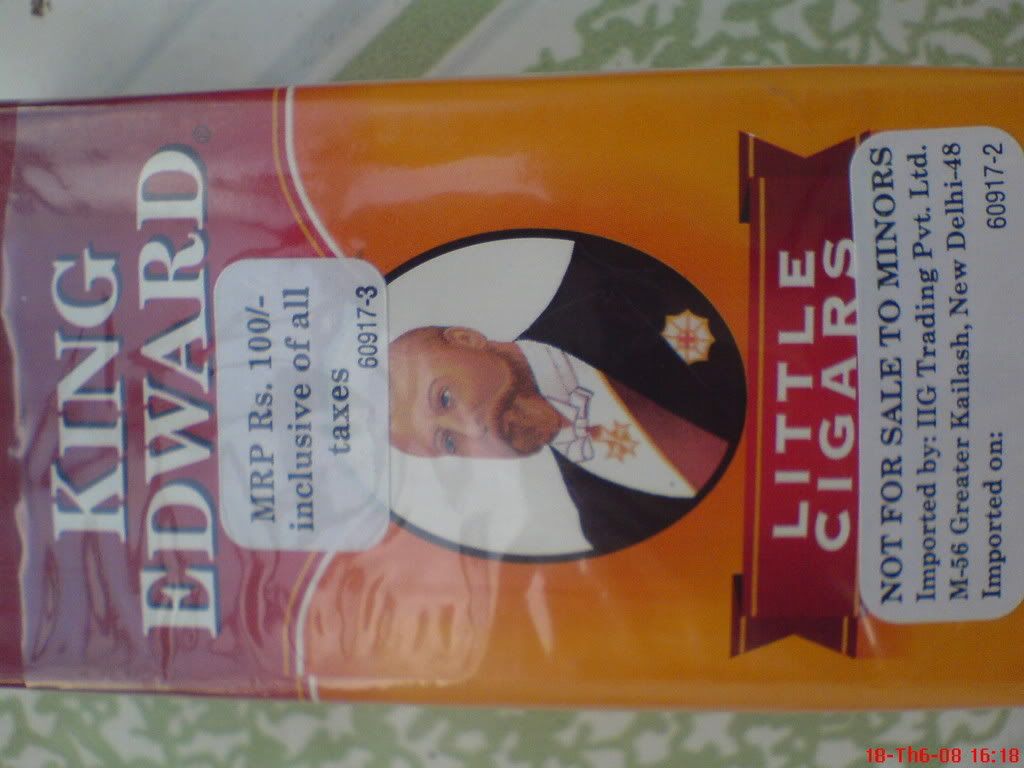 KING
EDWARD®
MRP Rs. 100/-
inclusive of all
taxes
60917-3
LITTLE
CIGARS
NOT FOR SALE TO MINORS
Imported by: IIG Trading Pvt. Ltd.
M-56 Greater Kailash, New Delhi-48
Imported on:
60917-2
18-Th6-08 16:18